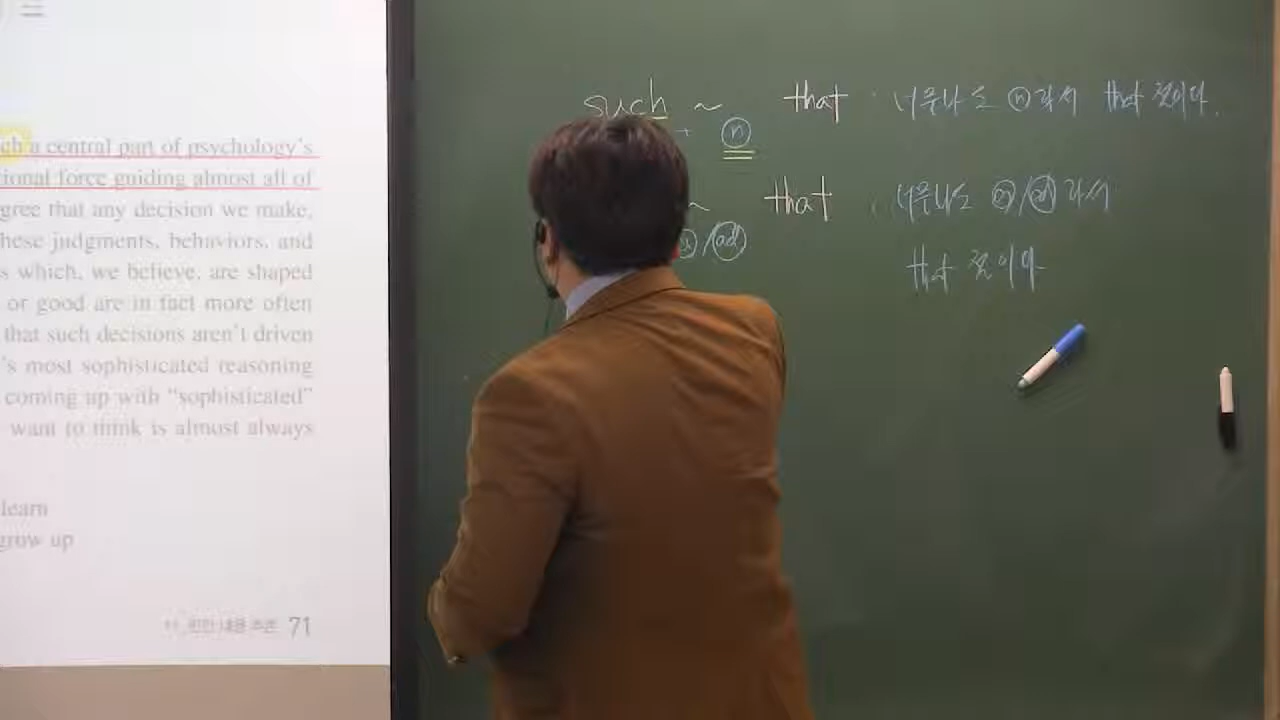 ch a central part of psychology's
tional force guiding almost all of
gree that any decision we make,
hese judgments, behaviors, and
s which, we believe, are shaped
or good are in fact more often
that such decisions aren't driven
's most sophisticated reasoning
coming up with “sophisticated”
want to think is almost always
learn
grow up
71
such ~ that : 너무나도 ⓝ라서 that 절이다.
+ ⓝ
~ that : 너무나도 ⓐ/ad 라서
ⓐ/ad
that 절이다